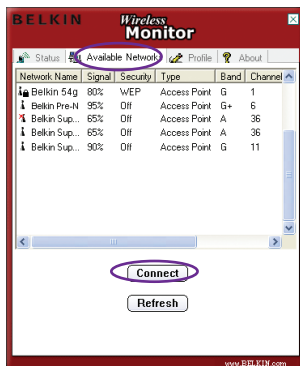 BELKIN Wireless Monitor
Status Available Network Profile About
Network Name Signal Security Type Band Channel
Belkin 54g 80% WEP Access Point G 1
Belkin Pre-N 95% Off Access Point G+ 6
Belkin Sup... 65% Off Access Point A 36
Belkin Sup... 65% Off Access Point A 36
Belkin Sup... 90% Off Access Point G 11
Connect
Refresh
www.BELKIN.com